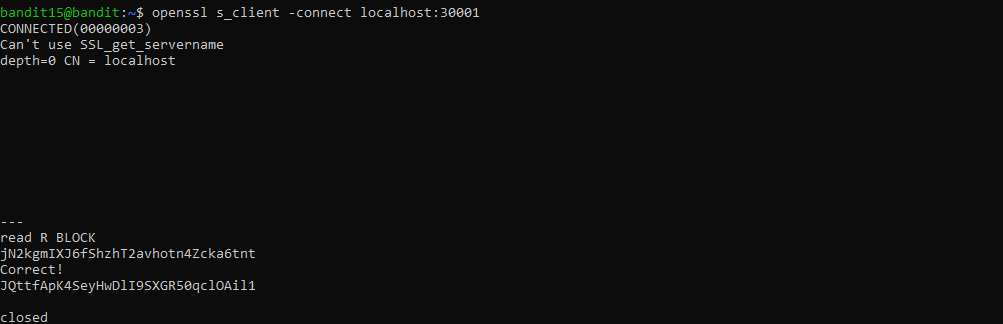 bandit15@bandit:~$ openssl s_client -connect localhost:30001
CONNECTED(00000003)
Can't use SSL_get_servername
depth=0 CN = localhost
---
read R BLOCK
jN2kgmIXJ6fShzhT2avhotn4Zcka6tnt
Correct!
JQttfApK4SeyHwDlI9SXGR50qclOAil1
closed